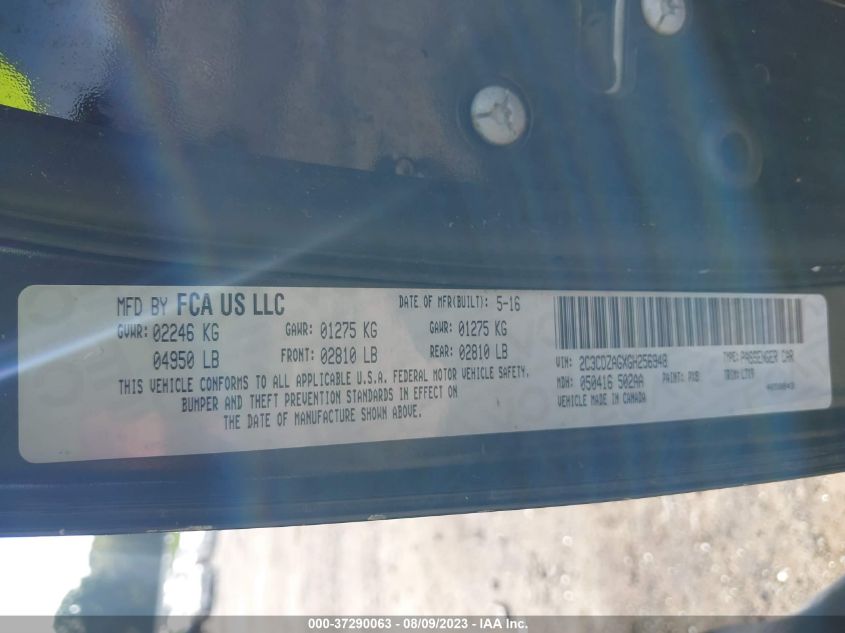 MFD BY FCA US LLC DATE OF MFR(BUILT): 5-16
GVWR: 02246 KG GAWR: 01275 KG GAWR: 01275 KG
04950 LB FRONT: 02810 LB REAR: 02810 LB
THIS VEHICLE CONFORMS TO ALL APPLICABLE U.S.A. FEDERAL MOTOR VEHICLE SAFETY,
BUMPER AND THEFT PREVENTION STANDARDS IN EFFECT ON
THE DATE OF MANUFACTURE SHOWN ABOVE.
VIN: 2C3CDZAGXGH256948 TYPE: PASSENGER CAR
MDH: 050416 502AA PAINT: PX8 TRIM: LTX9
VEHICLE MADE IN CANADA
000-37290063 - 08/09/2023 - IAA Inc.